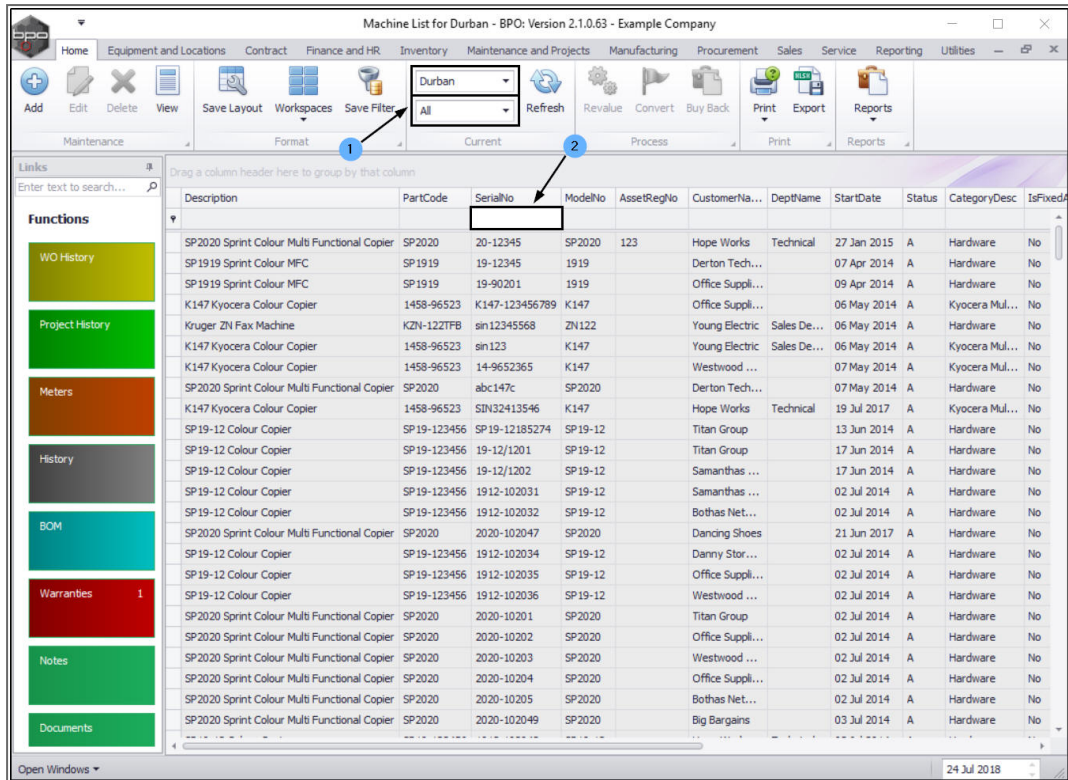 bpo
Machine List for Durban - BPO: Version 2.1.0.63 - Example Company
Home Equipment and Locations Contract Finance and HR Inventory Maintenance and Projects Manufacturing Procurement Sales Service Reporting Utilities
Durban
All
Add Edit Delete View Save Layout Workspaces Save Filter Refresh Revalue Convert Buy Back Print Export Reports
Maintenance Format Current Process Print Reports
1
2
Links
Enter text to search...
Functions
WO History
Project History
Meters
History
BOM
Warranties 1
Notes
Documents
Drag a column header here to group by that column
Description PartCode SerialNo ModelNo AssetRegNo CustomerNa... DeptName StartDate Status CategoryDesc IsFixedA
SP2020 Sprint Colour Multi Functional Copier SP2020 20-12345 SP2020 123 Hope Works Technical 27 Jan 2015 A Hardware No
SP1919 Sprint Colour MFC SP1919 19-12345 1919 Derton Tech... 07 Apr 2014 A Hardware No
SP1919 Sprint Colour MFC SP1919 19-90201 1919 Office Suppli... 09 Apr 2014 A Hardware No
K147 Kyocera Colour Copier 1458-96523 K147-123456789 K147 Office Suppli... 06 May 2014 A Kyocera Mul... No
Kruger ZN Fax Machine KZN-122TFB sin12345568 ZN122 Young Electric Sales De... 06 May 2014 A Hardware No
K147 Kyocera Colour Copier 1458-96523 sin123 K147 Young Electric Sales De... 06 May 2014 A Kyocera Mul... No
K147 Kyocera Colour Copier 1458-96523 14-9652365 K147 Westwood ... 07 May 2014 A Kyocera Mul... No
SP2020 Sprint Colour Multi Functional Copier SP2020 abc147c SP2020 Derton Tech... 07 May 2014 A Hardware No
K147 Kyocera Colour Copier 1458-96523 SIN32413546 K147 Hope Works Technical 19 Jul 2017 A Kyocera Mul... No
SP19-12 Colour Copier SP19-123456 SP19-12185274 SP19-12 Titan Group 13 Jun 2014 A Hardware No
SP19-12 Colour Copier SP19-123456 19-12/1201 SP19-12 Titan Group 17 Jun 2014 A Hardware No
SP19-12 Colour Copier SP19-123456 19-12/1202 SP19-12 Samanthas ... 17 Jun 2014 A Hardware No
SP19-12 Colour Copier SP19-123456 1912-102031 SP19-12 Samanthas ... 02 Jul 2014 A Hardware No
SP19-12 Colour Copier SP19-123456 1912-102032 SP19-12 Bothas Net... 02 Jul 2014 A Hardware No
SP2020 Sprint Colour Multi Functional Copier SP2020 2020-102047 SP2020 Dancing Shoes 21 Jun 2017 A Hardware No
SP19-12 Colour Copier SP19-123456 1912-102034 SP19-12 Danny Stor... 02 Jul 2014 A Hardware No
SP19-12 Colour Copier SP19-123456 1912-102035 SP19-12 Office Suppli... 02 Jul 2014 A Hardware No
SP19-12 Colour Copier SP19-123456 1912-102036 SP19-12 Westwood ... 02 Jul 2014 A Hardware No
SP2020 Sprint Colour Multi Functional Copier SP2020 2020-10201 SP2020 Titan Group 02 Jul 2014 A Hardware No
SP2020 Sprint Colour Multi Functional Copier SP2020 2020-10202 SP2020 Office Suppli... 02 Jul 2014 A Hardware No
SP2020 Sprint Colour Multi Functional Copier SP2020 2020-10203 SP2020 Westwood ... 02 Jul 2014 A Hardware No
SP2020 Sprint Colour Multi Functional Copier SP2020 2020-10204 SP2020 Office Suppli... 02 Jul 2014 A Hardware No
SP2020 Sprint Colour Multi Functional Copier SP2020 2020-10205 SP2020 Bothas Net... 02 Jul 2014 A Hardware No
SP2020 Sprint Colour Multi Functional Copier SP2020 2020-102049 SP2020 Big Bargains 03 Jul 2014 A Hardware No
Open Windows
24 Jul 2018